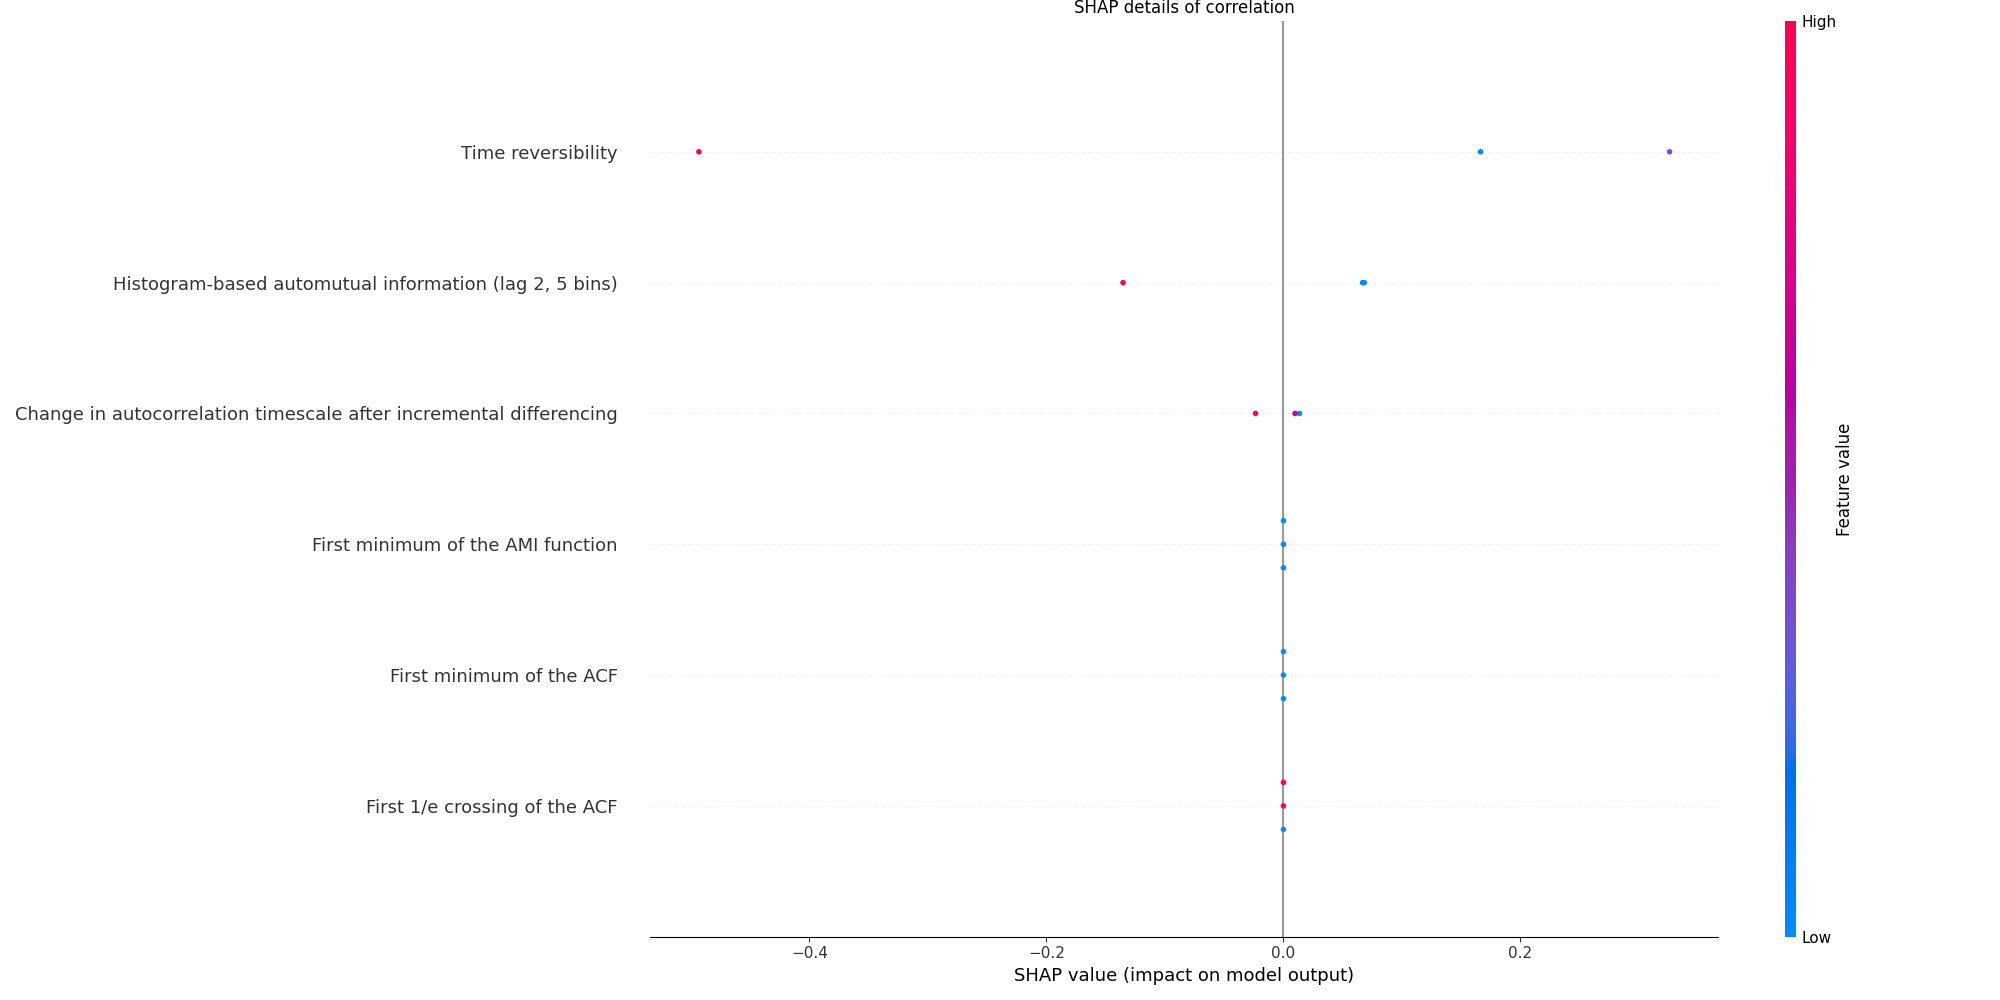 SHAP details of correlation
High
Time reversibility
Histogram-based automutual information (lag 2, 5 bins)
Change in autocorrelation timescale after incremental differencing
First minimum of the AMI function
First minimum of the ACF
First 1/e crossing of the ACF
Feature value
Low
−0.4
−0.2
0.0
0.2
SHAP value (impact on model output)